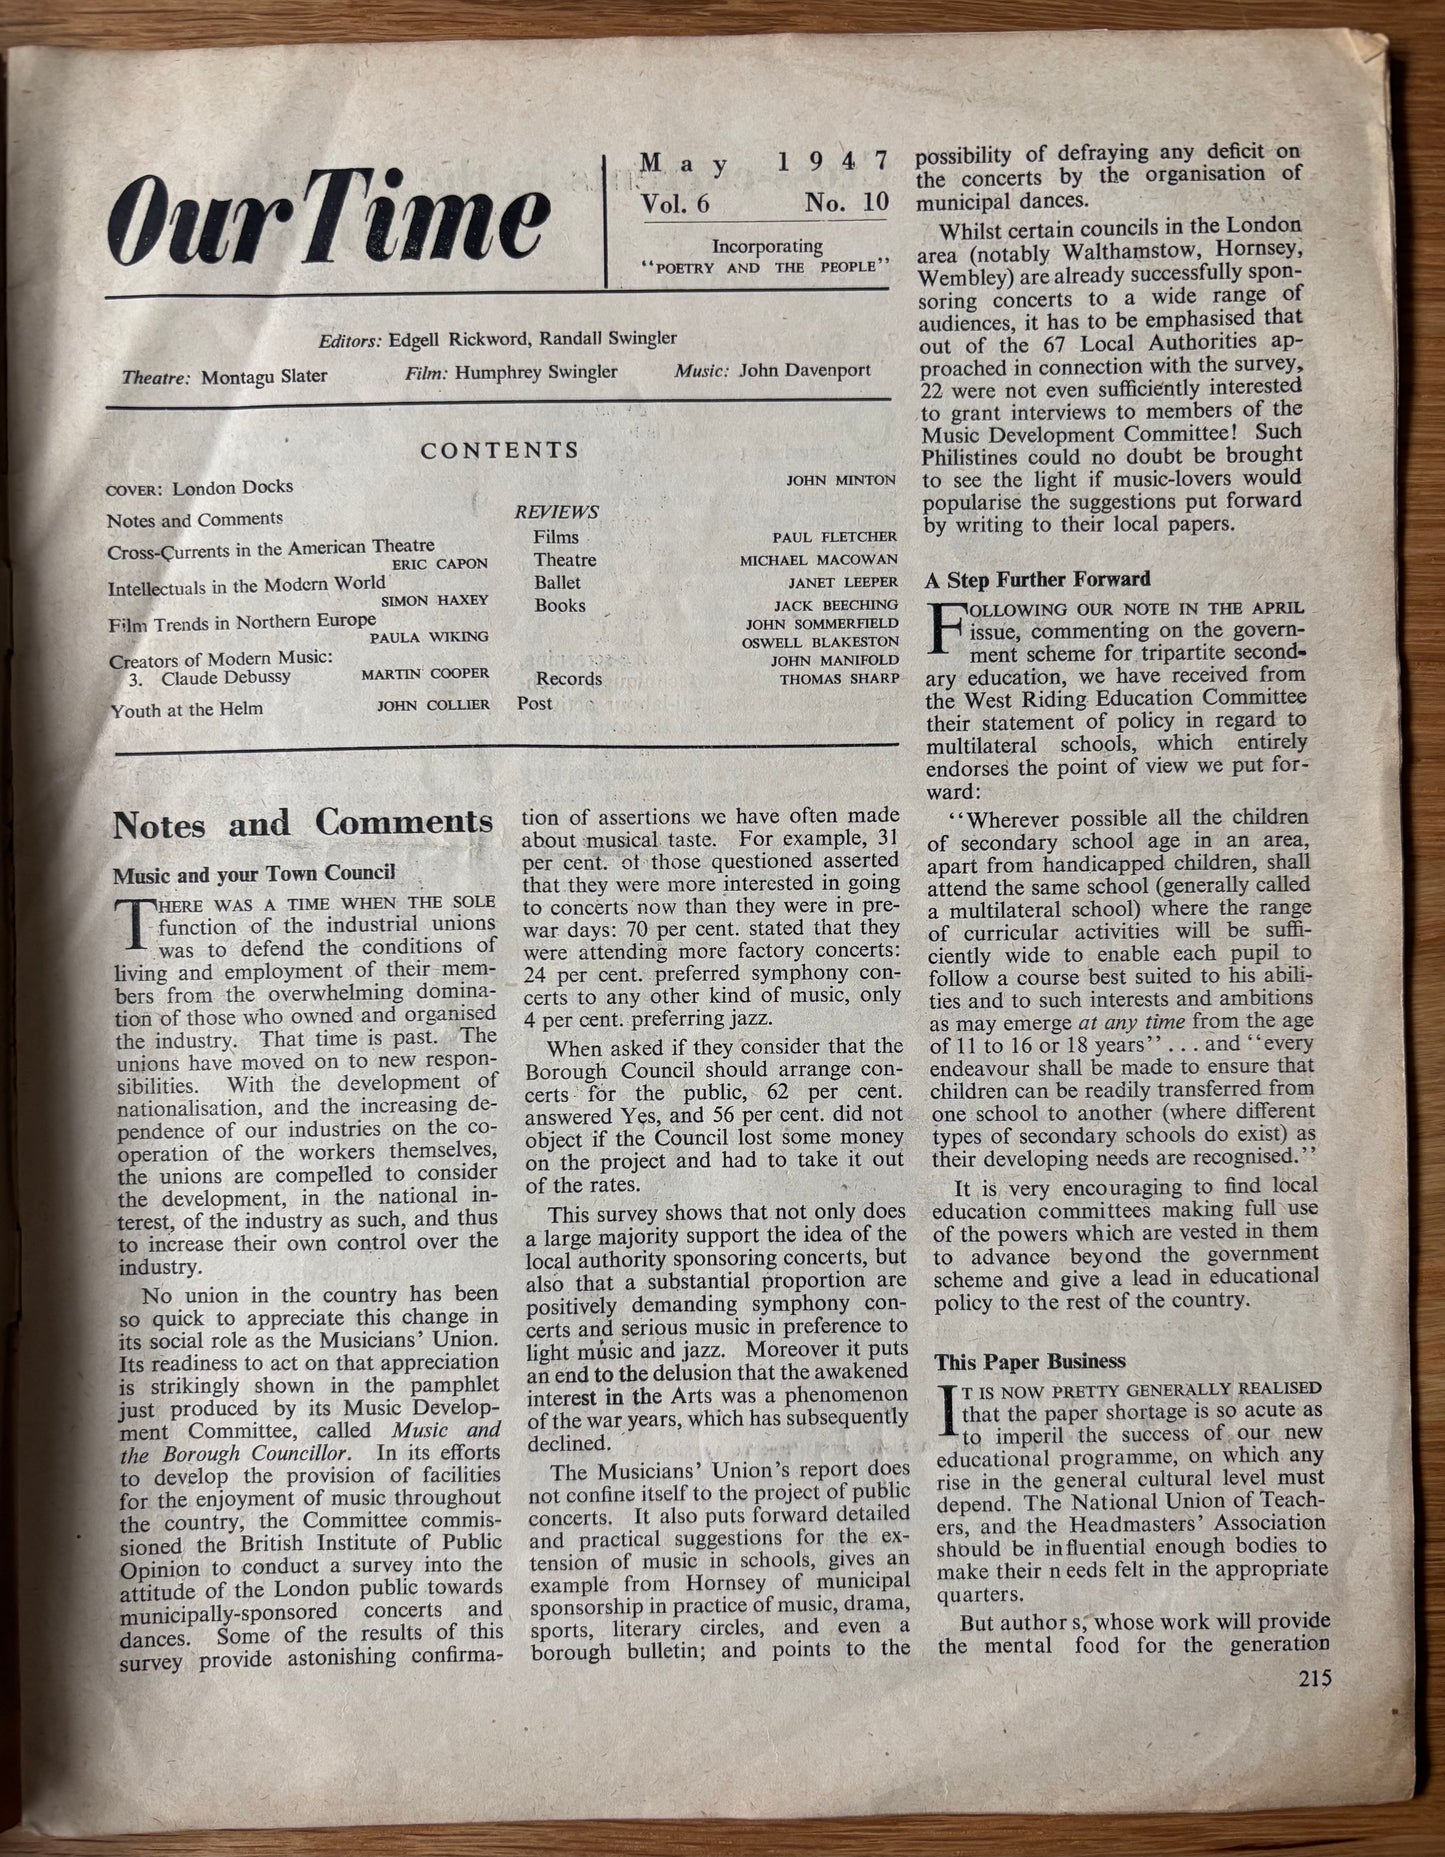 Our Time
May 1947
Vol. 6 No. 10
Incorporating
"POETRY AND THE PEOPLE"
Editors: Edgell Rickword, Randall Swingler
Theatre: Montagu Slater Film: Humphrey Swingler Music: John Davenport
CONTENTS
COVER: London Docks JOHN MINTON
Notes and Comments
Cross-Currents in the American Theatre
ERIC CAPON
Intellectuals in the Modern World
SIMON HAXEY
Film Trends in Northern Europe
PAULA WIKING
Creators of Modern Music:
3. Claude Debussy MARTIN COOPER
Youth at the Helm JOHN COLLIER
REVIEWS
Films PAUL FLETCHER
Theatre MICHAEL MACOWAN
Ballet JANET LEEPER
Books JACK BEECHING
JOHN SOMMERFIELD
OSWELL BLAKESTON
JOHN MANIFOLD
Records THOMAS SHARP
Post
Notes and Comments
Music and your Town Council
THERE WAS A TIME WHEN THE SOLE
function of the industrial unions
was to defend the conditions of
living and employment of their mem-
bers from the overwhelming domina-
tion of those who owned and organised
the industry. That time is past. The
unions have moved on to new respon-
sibilities. With the development of
nationalisation, and the increasing de-
pendence of our industries on the co-
operation of the workers themselves,
the unions are compelled to consider
the development, in the national in-
terest, of the industry as such, and thus
to increase their own control over the
industry.
No union in the country has been
so quick to appreciate this change in
its social role as the Musicians' Union.
Its readiness to act on that appreciation
is strikingly shown in the pamphlet
just produced by its Music Develop-
ment Committee, called Music and
the Borough Councillor. In its efforts
to develop the provision of facilities
for the enjoyment of music throughout
the country, the Committee commis-
sioned the British Institute of Public
Opinion to conduct a survey into the
attitude of the London public towards
municipally-sponsored concerts and
dances. Some of the results of this
survey provide astonishing confirma-
tion of assertions we have often made
about musical taste. For example, 31
per cent. of those questioned asserted
that they were more interested in going
to concerts now than they were in pre-
war days: 70 per cent. stated that they
were attending more factory concerts:
24 per cent. preferred symphony con-
certs to any other kind of music, only
4 per cent. preferring jazz.
When asked if they consider that the
Borough Council should arrange con-
certs for the public, 62 per cent.
answered Yes, and 56 per cent. did not
object if the Council lost some money
on the project and had to take it out
of the rates.
This survey shows that not only does
a large majority support the idea of the
local authority sponsoring concerts, but
also that a substantial proportion are
positively demanding symphony con-
certs and serious music in preference to
light music and jazz. Moreover it puts
an end to the delusion that the awakened
interest in the Arts was a phenomenon
of the war years, which has subsequently
declined.
The Musicians' Union's report does
not confine itself to the project of public
concerts. It also puts forward detailed
and practical suggestions for the ex-
tension of music in schools, gives an
example from Hornsey of municipal
sponsorship in practice of music, drama,
sports, literary circles, and even a
borough bulletin; and points to the
possibility of defraying any deficit on
the concerts by the organisation of
municipal dances.
Whilst certain councils in the London
area (notably Walthamstow, Hornsey,
Wembley) are already successfully spon-
soring concerts to a wide range of
audiences, it has to be emphasised that
out of the 67 Local Authorities ap-
proached in connection with the survey,
22 were not even sufficiently interested
to grant interviews to members of the
Music Development Committee! Such
Philistines could no doubt be brought
to see the light if music-lovers would
popularise the suggestions put forward
by writing to their local papers.
A Step Further Forward
FOLLOWING OUR NOTE IN THE APRIL
issue, commenting on the govern-
ment scheme for tripartite second-
ary education, we have received from
the West Riding Education Committee
their statement of policy in regard to
multilateral schools, which entirely
endorses the point of view we put for-
ward:
"Wherever possible all the children
of secondary school age in an area,
apart from handicapped children, shall
attend the same school (generally called
a multilateral school) where the range
of curricular activities will be suffi-
ciently wide to enable each pupil to
follow a course best suited to his abili-
ties and to such interests and ambitions
as may emerge at any time from the age
of 11 to 16 or 18 years" . . . and "every
endeavour shall be made to ensure that
children can be readily transferred from
one school to another (where different
types of secondary schools do exist) as
their developing needs are recognised."
It is very encouraging to find local
education committees making full use
of the powers which are vested in them
to advance beyond the government
scheme and give a lead in educational
policy to the rest of the country.
This Paper Business
IT IS NOW PRETTY GENERALLY REALISED
that the paper shortage is so acute as
to imperil the success of our new
educational programme, on which any
rise in the general cultural level must
depend. The National Union of Teach-
ers, and the Headmasters' Association
should be influential enough bodies to
make their n eeds felt in the appropriate
quarters.
But author s, whose work will provide
the mental food for the generation
215